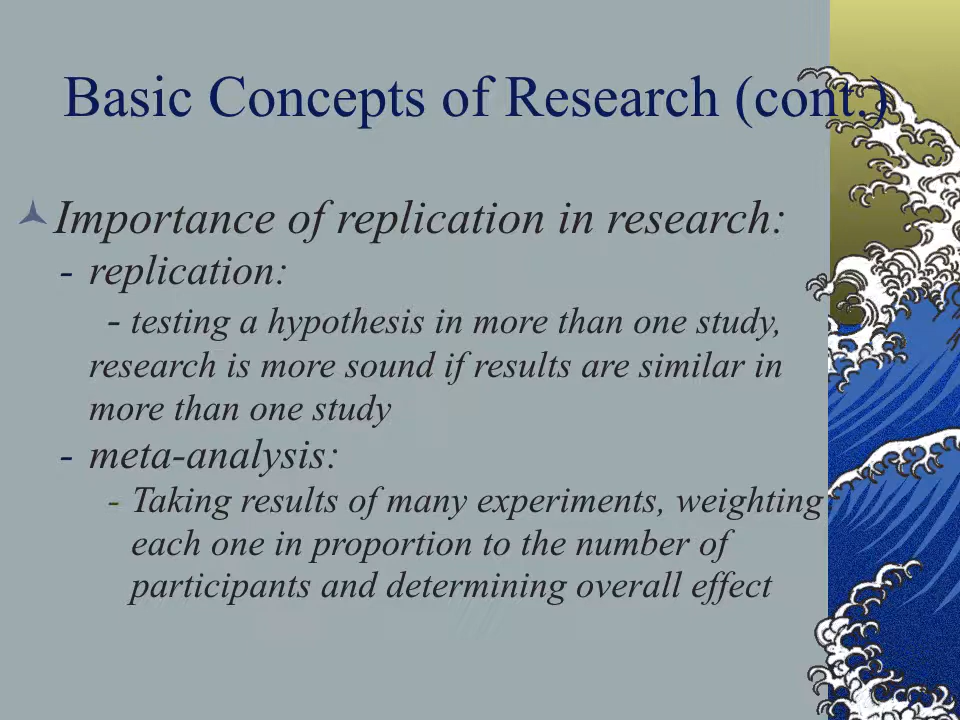 Basic Concepts of Research (cont.)
Importance of replication in research:
- replication:
- testing a hypothesis in more than one study,
research is more sound if results are similar in
more than one study
- meta-analysis:
- Taking results of many experiments, weighting
each one in proportion to the number of
participants and determining overall effect